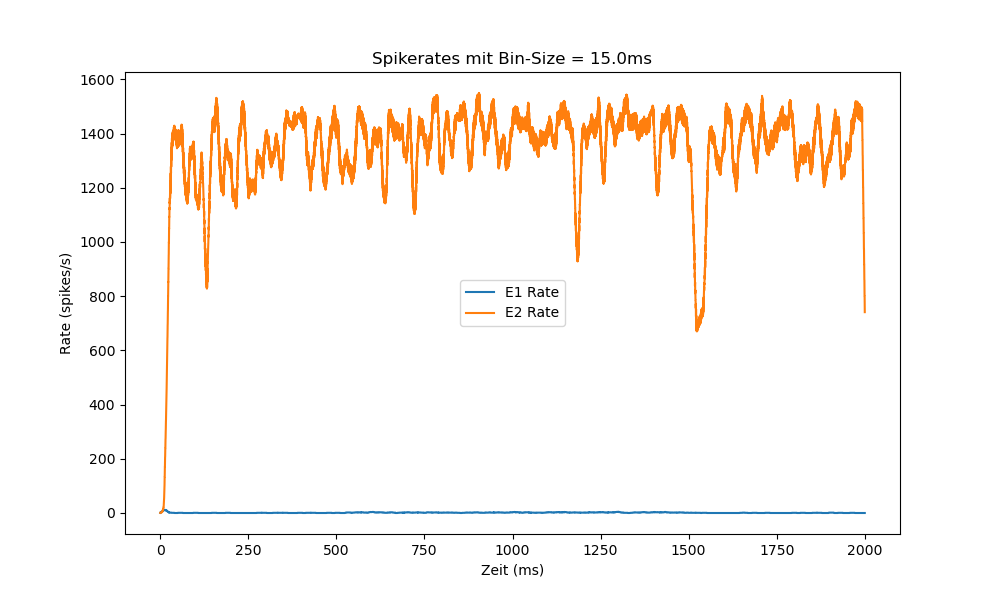 Spikerates mit Bin-Size = 15.0ms
Rate (spikes/s)
1600
1400
1200
1000
800
600
400
200
0
E1 Rate
E2 Rate
0 250 500 750 1000 1250 1500 1750 2000
Zeit (ms)